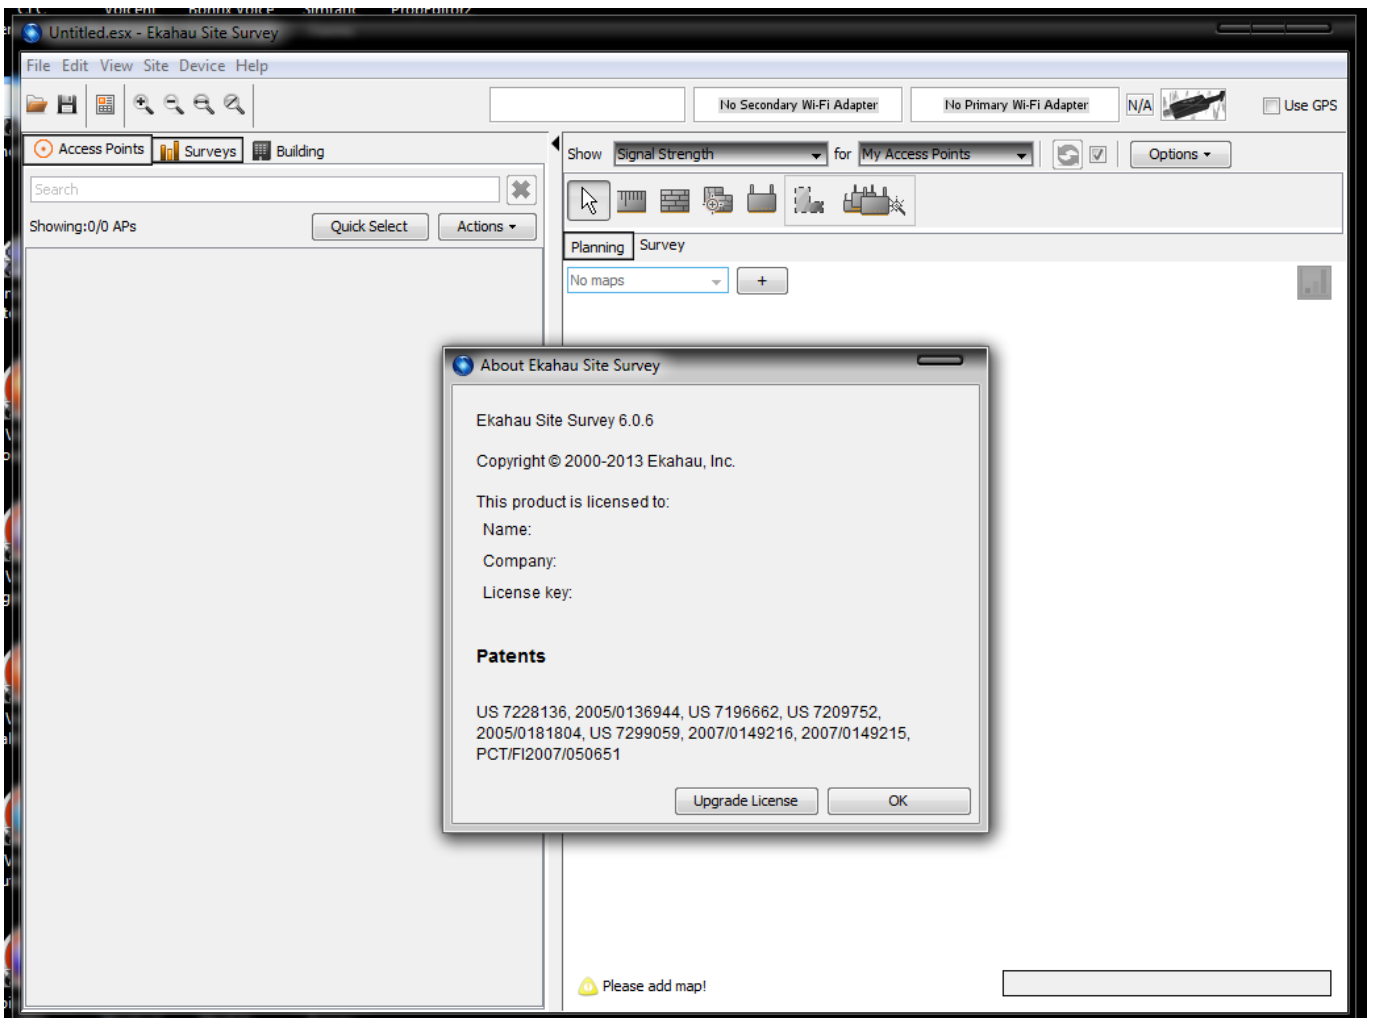 Untitled.esx - Ekahau Site Survey
File Edit View Site Device Help
No Secondary Wi-Fi Adapter
No Primary Wi-Fi Adapter
N/A
Use GPS
Access Points
Surveys
Building
Show
Signal Strength
for
My Access Points
Options
Search
Showing:0/0 APs
Quick Select
Actions
Planning
Survey
No maps
+
About Ekahau Site Survey
Ekahau Site Survey 6.0.6
Copyright © 2000-2013 Ekahau, Inc.
This product is licensed to:
Name:
Company:
License key:
Patents
US 7228136, 2005/0136944, US 7196662, US 7209752,
2005/0181804, US 7299059, 2007/0149216, 2007/0149215,
PCT/FI2007/050651
Upgrade License
OK
Please add map!